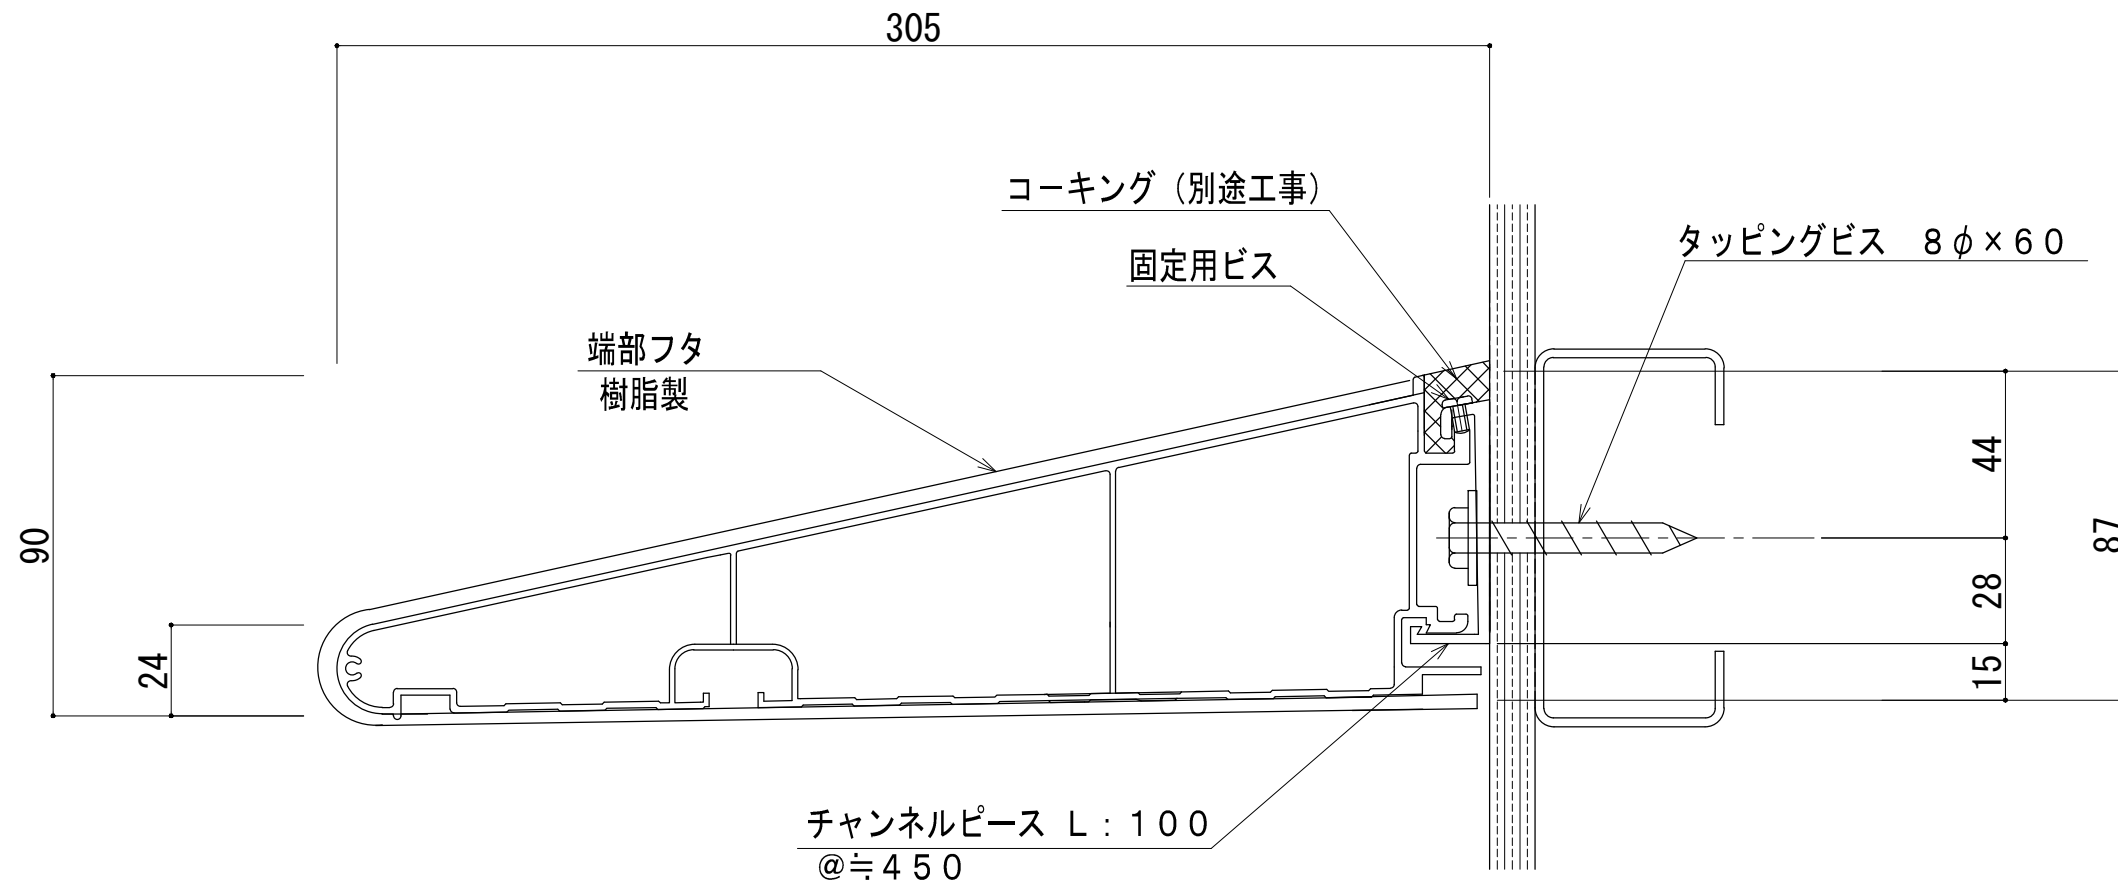 305
コーキング（別途工事）
タッピングビス　８φ×６０
固定用ビス
端部フタ
樹脂製
44
90
87
28
24
15
チャンネルピース Ｌ：１００
@≒４５０